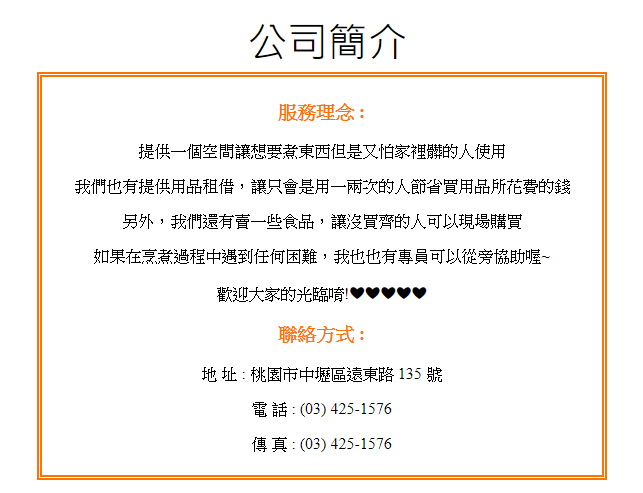 公司簡介
服務理念 :
提供一個空間讓想要煮東西但是又怕家裡髒的人使用
我們也有提供用品租借，讓只會是用一兩次的人節省買用品所花費的錢
另外，我們還有賣一些食品，讓沒買齊的人可以現場購買
如果在烹煮過程中遇到任何困難，我也也有專員可以從旁協助喔~
歡迎大家的光臨唷!♥♥♥♥♥
聯絡方式 :
地 址 : 桃園市中壢區遠東路 135 號
電 話 : (03) 425-1576
傳 真 : (03) 425-1576